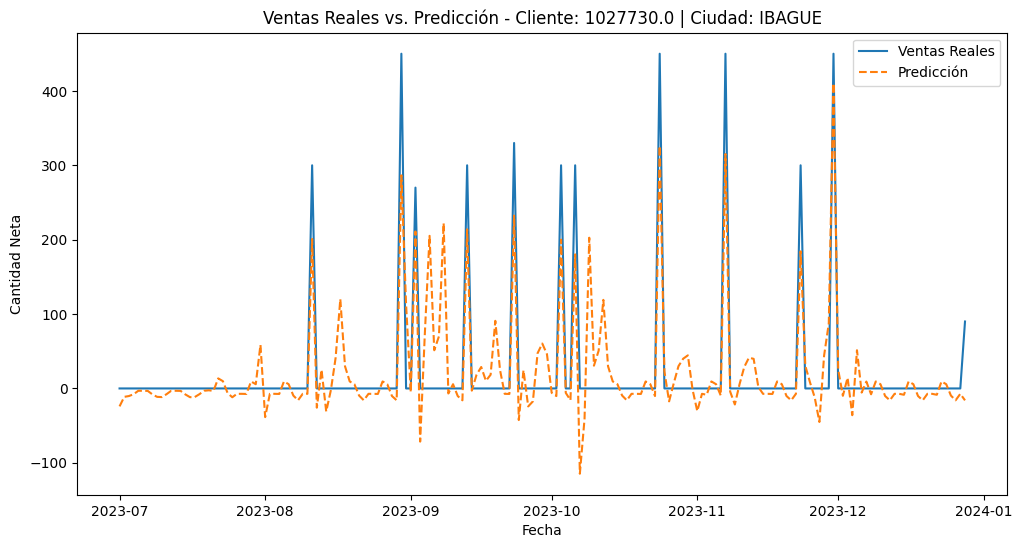 Ventas Reales vs. Predicción - Cliente: 1027730.0 | Ciudad: IBAGUE
Ventas Reales
Predicción
Cantidad Neta
400
300
200
100
0
−100
2023-07
2023-08
2023-09
2023-10
2023-11
2023-12
2024-01
Fecha